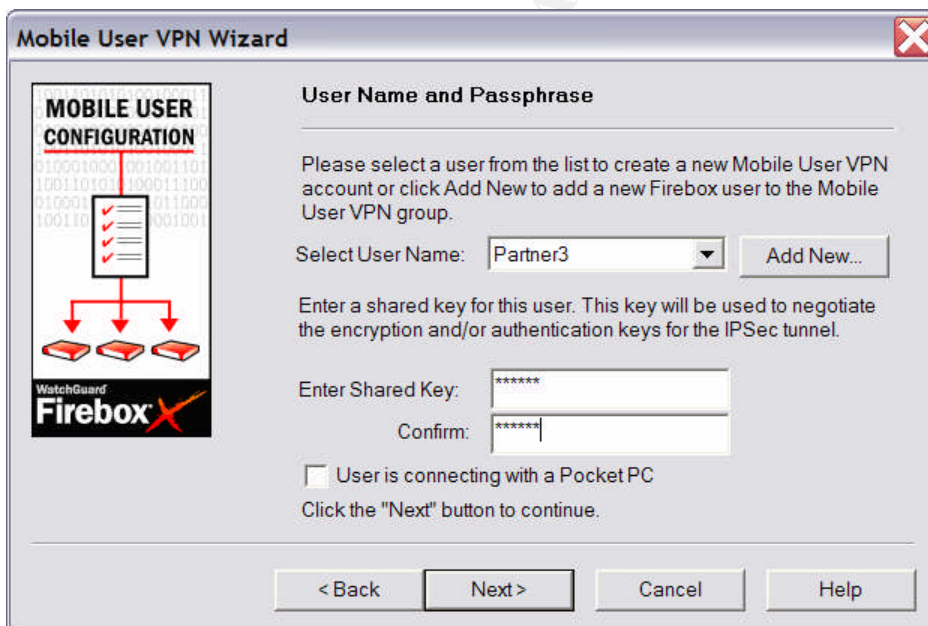 Mobile User VPN Wizard
MOBILE USER
CONFIGURATION
WatchGuard
Firebox X
User Name and Passphrase
Please select a user from the list to create a new Mobile User VPN
account or click Add New to add a new Firebox user to the Mobile
User VPN group.
Select User Name: Partner3 Add New...
Enter a shared key for this user. This key will be used to negotiate
the encryption and/or authentication keys for the IPSec tunnel.
Enter Shared Key: ******
Confirm: ******
User is connecting with a Pocket PC
Click the "Next" button to continue.
< Back Next > Cancel Help